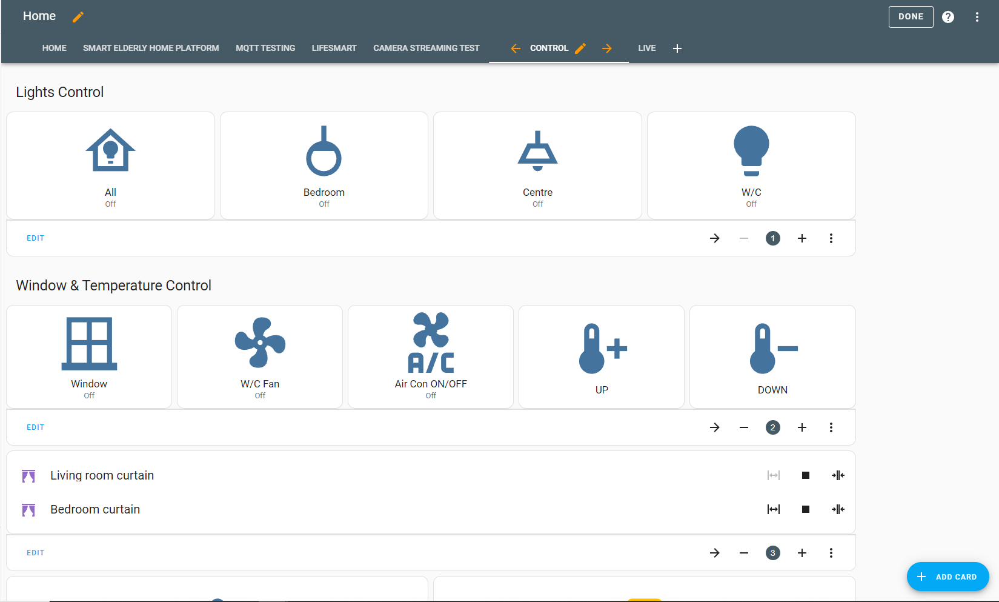 Home
DONE
HOME SMART ELDERLY HOME PLATFORM MQTT TESTING LIFESMART CAMERA STREAMING TEST CONTROL LIVE
Lights Control
All Bedroom Centre W/C
Off Off Off Off
EDIT 1
Window & Temperature Control
A/C
Window W/C Fan Air Con ON/OFF UP DOWN
Off Off Off
EDIT 2
Living room curtain
Bedroom curtain
EDIT 3
ADD CARD